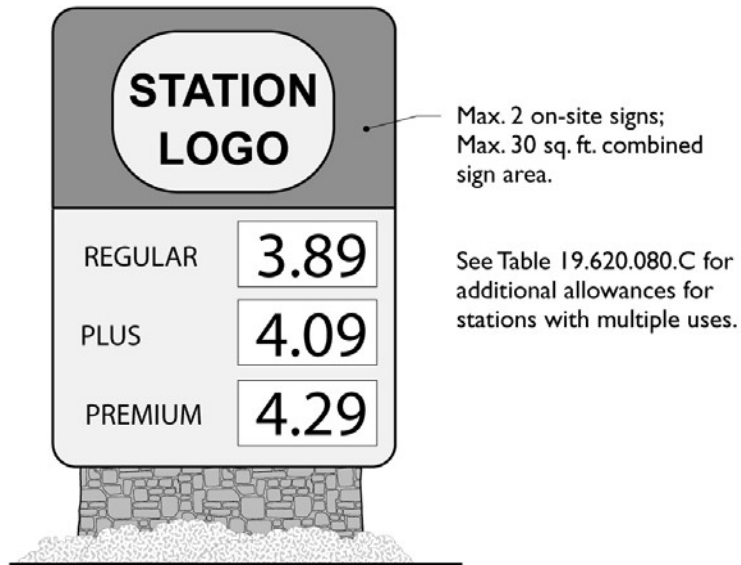 STATION
LOGO
Max. 2 on-site signs;
Max. 30 sq. ft. combined
sign area.
REGULAR 3.89
See Table 19.620.080.C for
additional allowances for
stations with multiple uses.
PLUS 4.09
PREMIUM 4.29